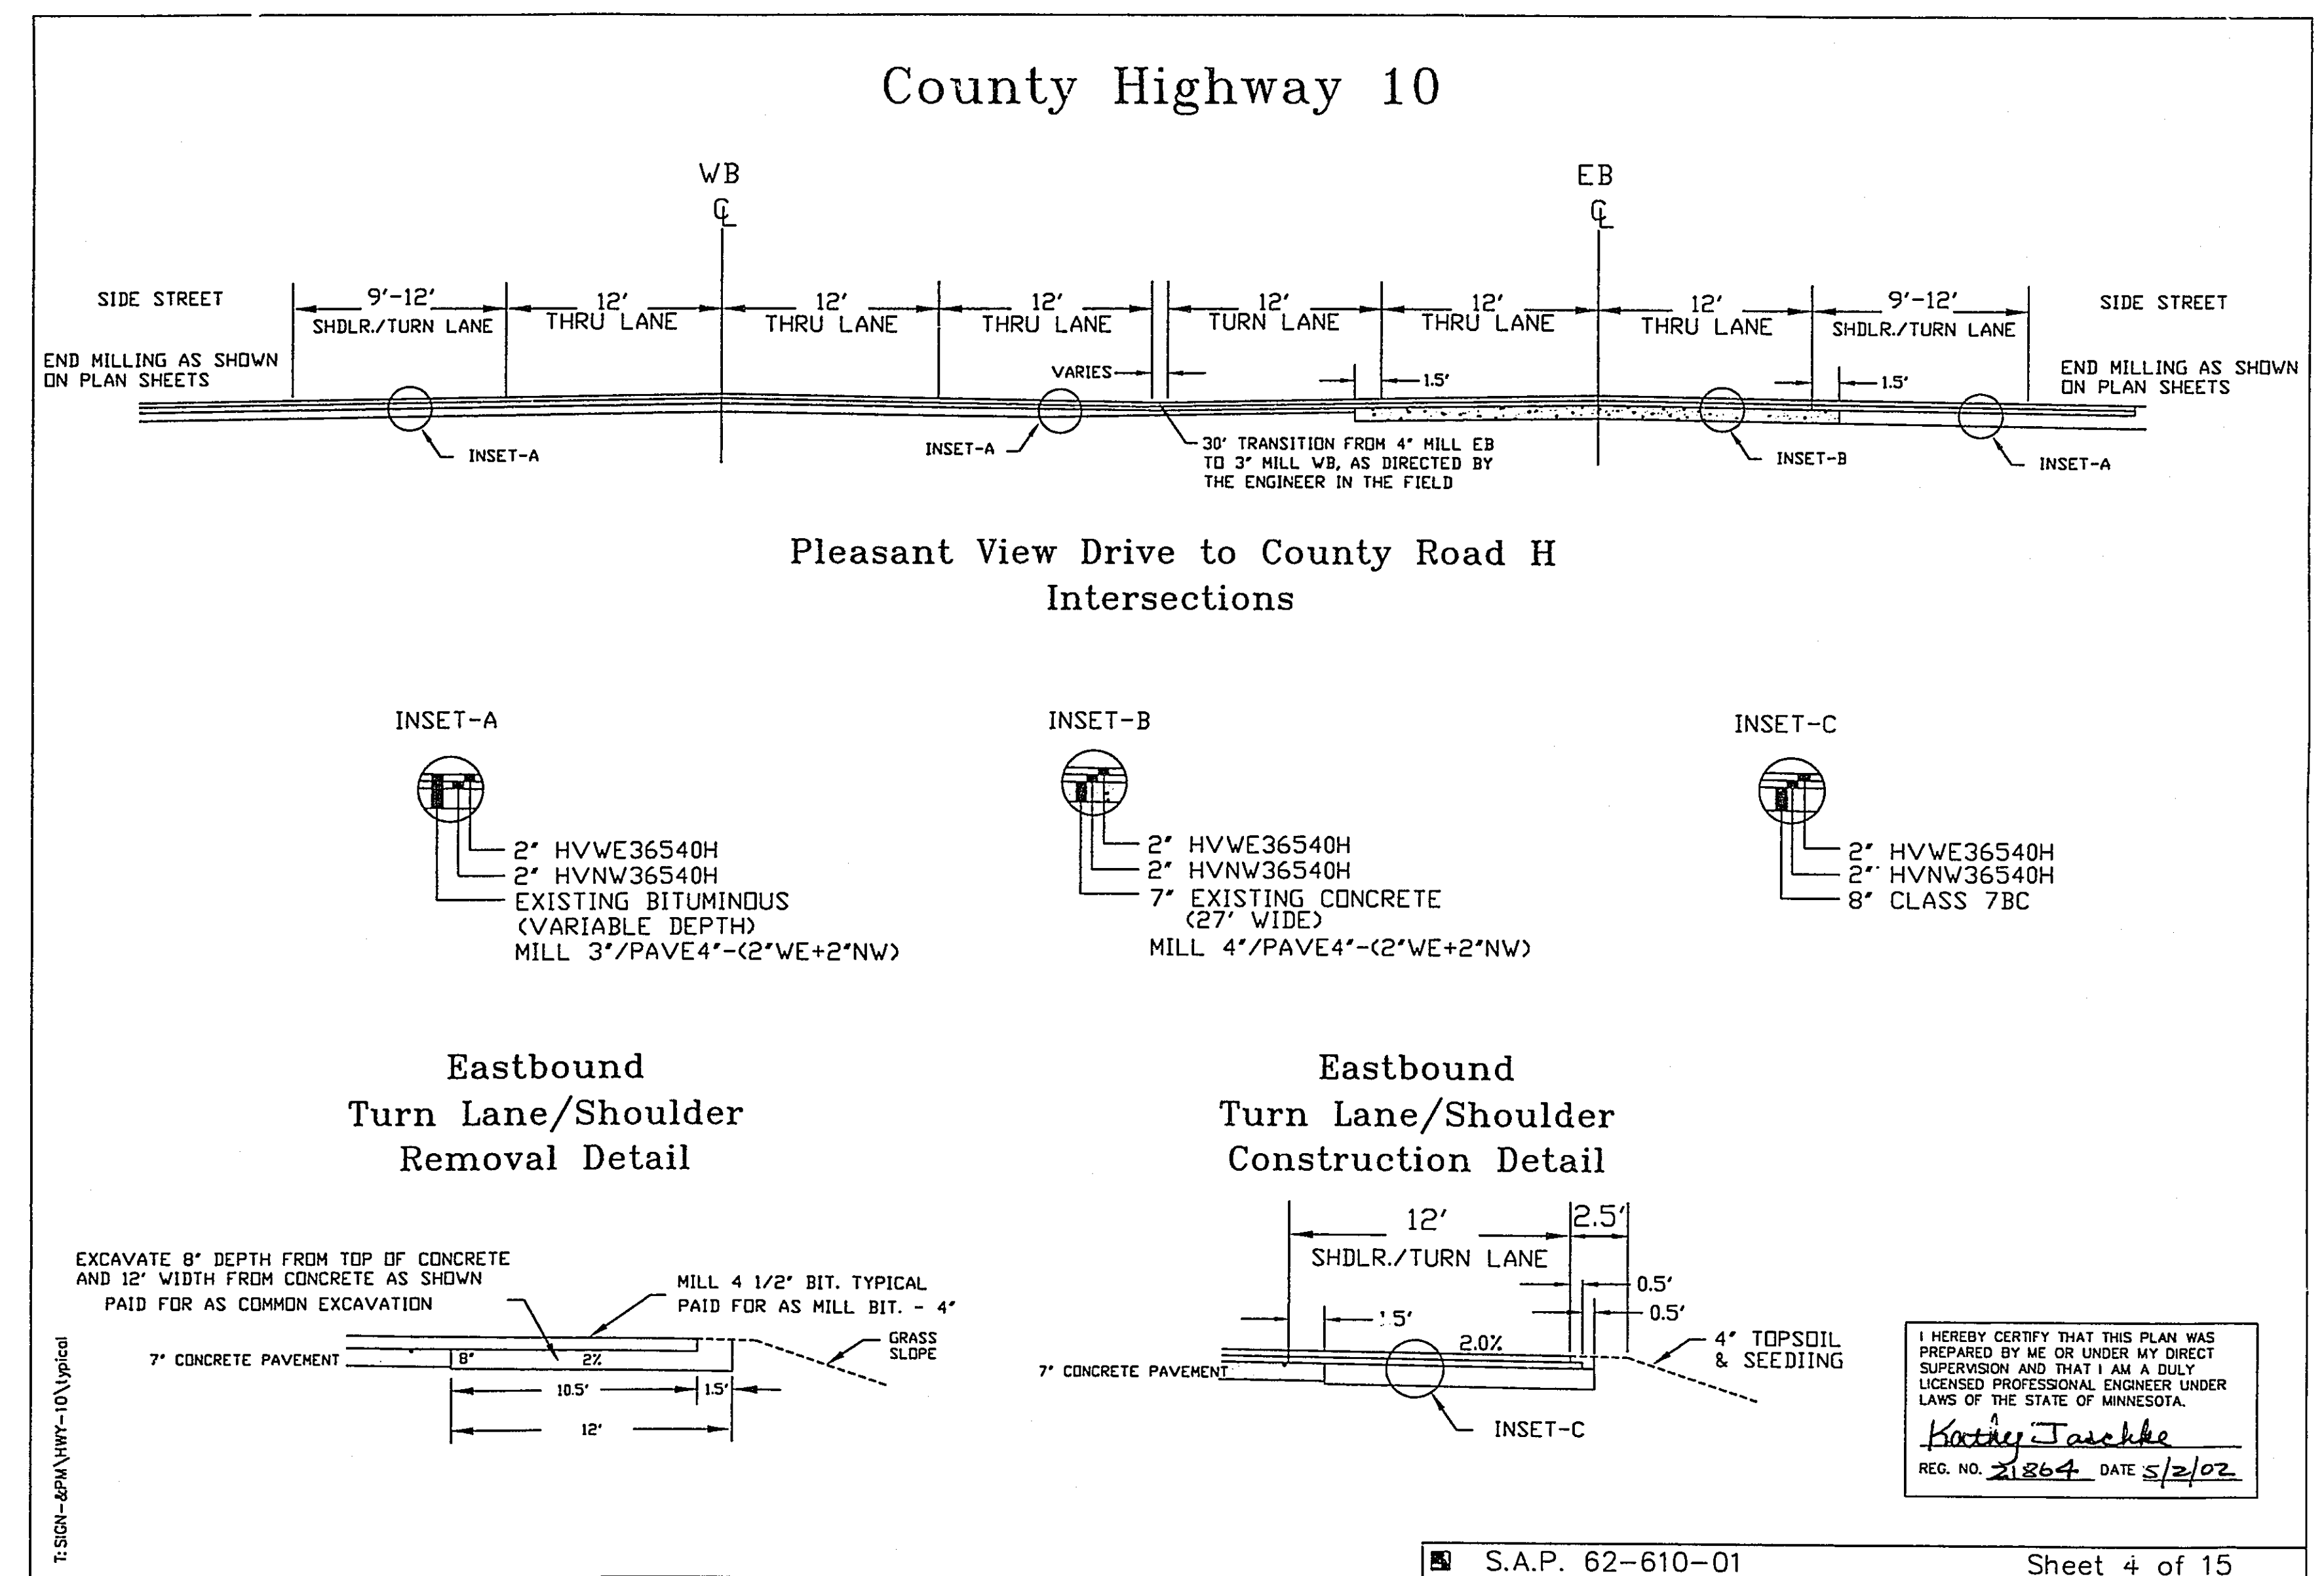 County Highway 10
WB
EB
CL
CL
SIDE STREET
9'-12'
SHDLR./TURN LANE
12'
THRU LANE
12'
THRU LANE
12'
THRU LANE
12'
TURN LANE
12'
THRU LANE
12'
THRU LANE
9'-12'
SHDLR./TURN LANE
SIDE STREET
END MILLING AS SHOWN
ON PLAN SHEETS
VARIES
1.5'
1.5'
END MILLING AS SHOWN
ON PLAN SHEETS
INSET-A
INSET-A
30' TRANSITION FROM 4" MILL EB
TO 3" MILL WB, AS DIRECTED BY
THE ENGINEER IN THE FIELD
INSET-B
INSET-A
Pleasant View Drive to County Road H
Intersections
INSET-A
2" HVWE36540H
2" HVNW36540H
EXISTING BITUMINOUS
(VARIABLE DEPTH)
MILL 3"/PAVE4"-(2"WE+2"NW)
INSET-B
2" HVWE36540H
2" HVNW36540H
7" EXISTING CONCRETE
(27' WIDE)
MILL 4"/PAVE4"-(2"WE+2"NW)
INSET-C
2" HVWE36540H
2" HVNW36540H
8" CLASS 7BC
Eastbound
Turn Lane/Shoulder
Removal Detail
EXCAVATE 8" DEPTH FROM TOP OF CONCRETE
AND 12' WIDTH FROM CONCRETE AS SHOWN
PAID FOR AS COMMON EXCAVATION
MILL 4 1/2" BIT. TYPICAL
PAID FOR AS MILL BIT. - 4"
GRASS
SLOPE
7" CONCRETE PAVEMENT
8"
2%
10.5'
1.5'
12'
Eastbound
Turn Lane/Shoulder
Construction Detail
12'
2.5'
SHDLR./TURN LANE
0.5'
0.5'
2.0%
4" TOPSOIL
& SEEDIING
7" CONCRETE PAVEMENT
INSET-C
I HEREBY CERTIFY THAT THIS PLAN WAS
PREPARED BY ME OR UNDER MY DIRECT
SUPERVISION AND THAT I AM A DULY
LICENSED PROFESSIONAL ENGINEER UNDER
LAWS OF THE STATE OF MINNESOTA.
Kathy Jaschke
REG. NO. 21864 DATE 5/2/02
T:SIGN-&PM\HWY-10\typical
S.A.P. 62-610-01
Sheet 4 of 15